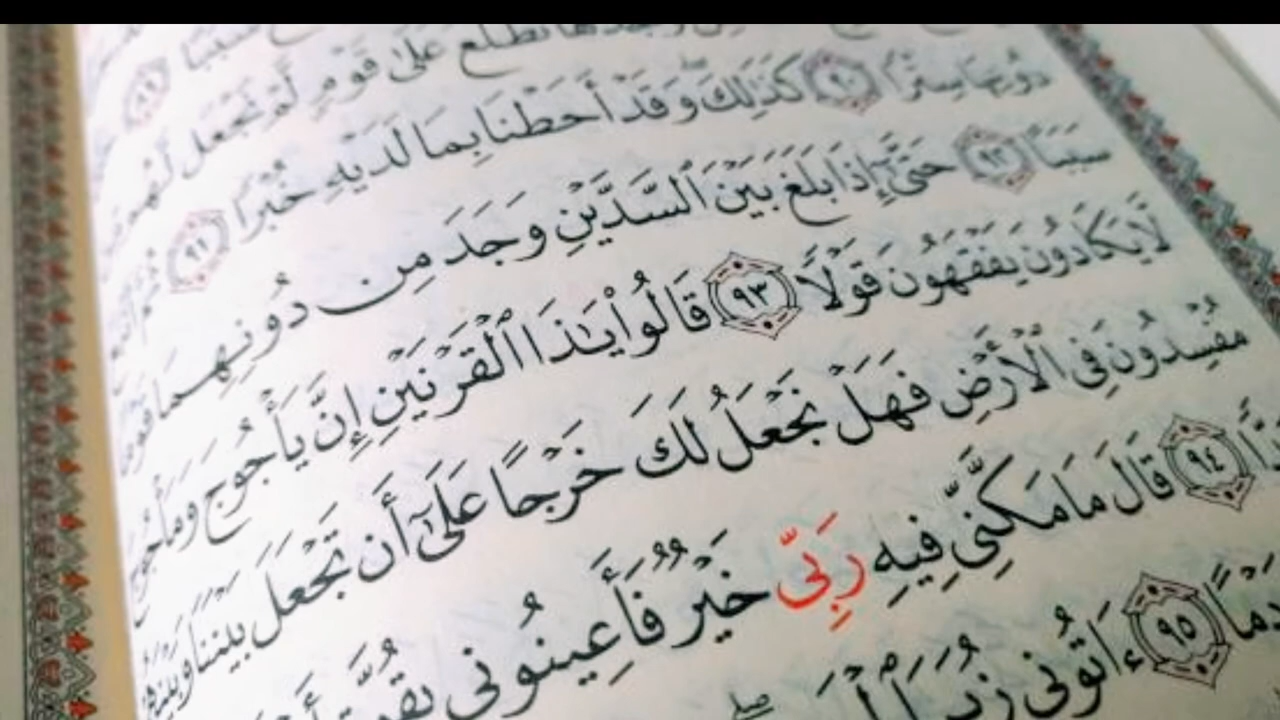 تَطَّلِعُ عَلَىٰ قَوْمٍ لَّمْ نَجْعَل لَّهُم
دُونِهَا سِتْرًا ٩٠ كَذَٰلِكَ وَقَدْ أَحَطْنَا بِمَا لَدَيْهِ خُبْرًا ٩١ ثُمَّ
سَبَبًا ٩٢ حَتَّىٰٓ إِذَا بَلَغَ بَيْنَ ٱلسَّدَّيْنِ وَجَدَ مِن دُونِهِمَا
لَّا يَكَادُونَ يَفْقَهُونَ قَوْلًا ٩٣ قَالُوا۟ يَٰذَا ٱلْقَرْنَيْنِ إِنَّ يَأْجُوجَ وَمَأْجُوجَ
مُفْسِدُونَ فِى ٱلْأَرْضِ فَهَلْ نَجْعَلُ لَكَ خَرْجًا عَلَىٰٓ أَن تَجْعَلَ بَيْنَنَا
٩٤ قَالَ مَا مَكَّنِّى فِيهِ رَبِّى خَيْرٌ فَأَعِينُونِى
٩٥ ءَاتُونِى زُبَرَ